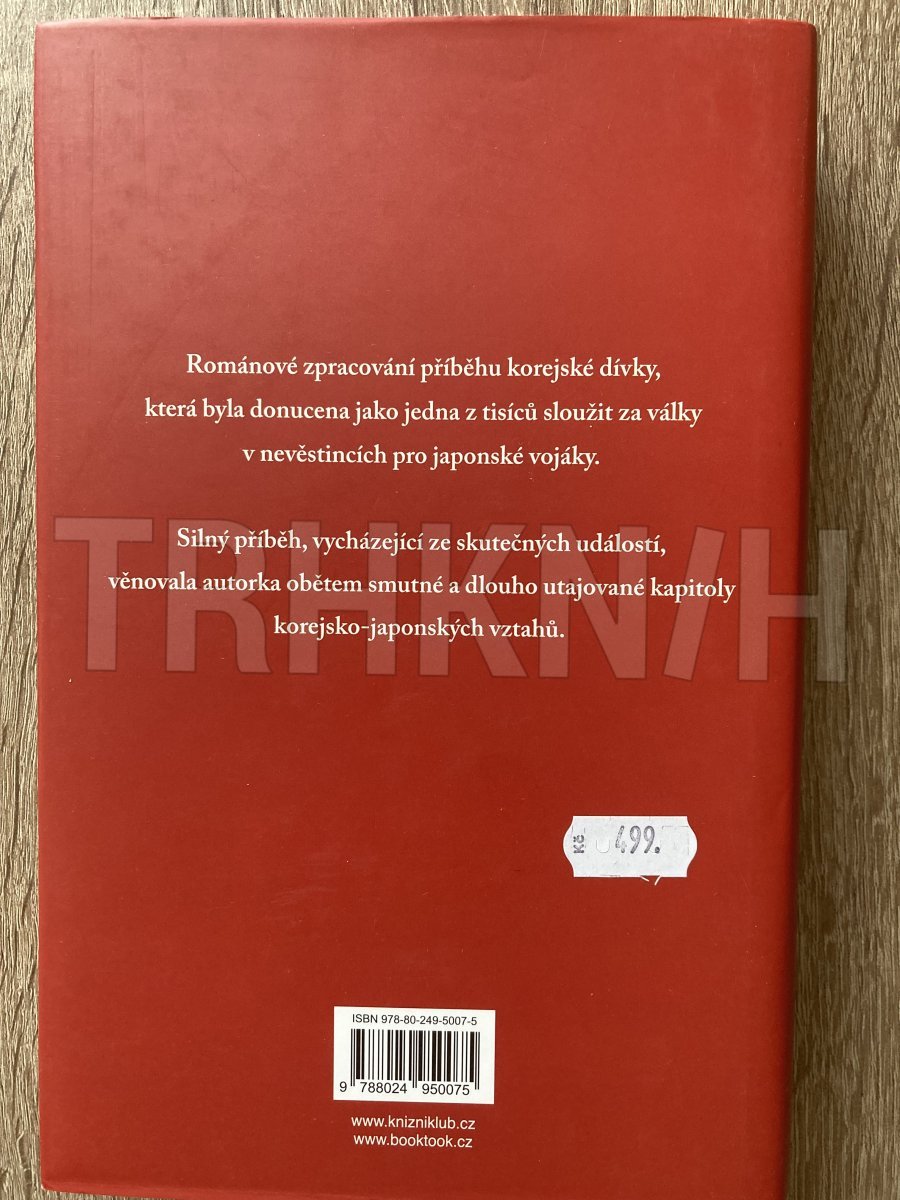 Románové zpracování příběhu korejské dívky,
která byla donucena jako jedna z tisíců sloužit za války
v nevěstincích pro japonské vojáky.
Silný příběh, vycházející ze skutečných událostí,
věnovala autorka obětem smutné a dlouho utajované kapitoly
korejsko-japonských vztahů.
TRHKN/H
Kč 499.
ISBN 978-80-249-5007-5
9 788024 950075
www.knizniklub.cz
www.booktook.cz